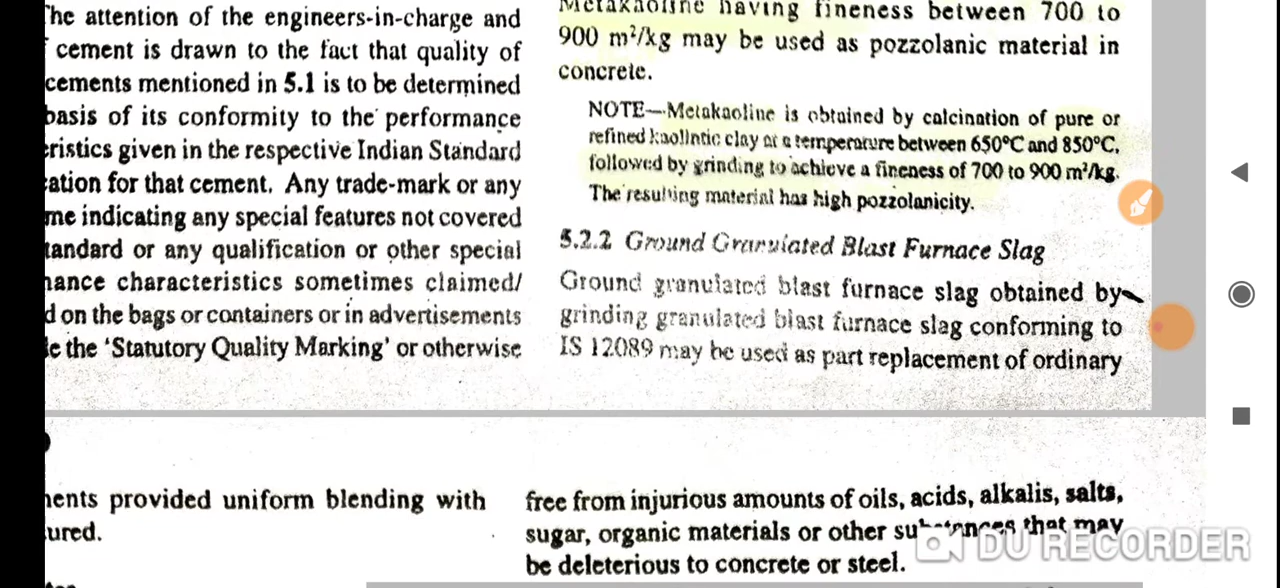 he attention of the engineers-in-charge and
cement is drawn to the fact that quality of
cements mentioned in 5.1 is to be determined
basis of its conformity to the performance
eristics given in the respective Indian Standard
ation for that cement. Any trade-mark or any
me indicating any special features not covered
tandard or any qualification or other special
nance characteristics sometimes claimed/
d on the bags or containers or in advertisements
le the 'Statutory Quality Marking' or otherwise
Metakaoline having fineness between 700 to
900 m²/kg may be used as pozzolanic material in
concrete.
NOTE—Metakaoline is obtained by calcination of pure or
refined kaolintic clay at a temperature between 650°C and 850°C,
followed by grinding to achieve a fineness of 700 to 900 m²/kg.
The resulting material has high pozzolanicity.
5.2.2 Ground Granulated Blast Furnace Slag
Ground granulated blast furnace slag obtained by
grinding granulated blast furnace slag conforming to
IS 12089 may be used as part replacement of ordinary
nents provided uniform blending with
ured.
free from injurious amounts of oils, acids, alkalis, salts,
sugar, organic materials or other substances that may
be deleterious to concrete or steel.
DU RECORDER